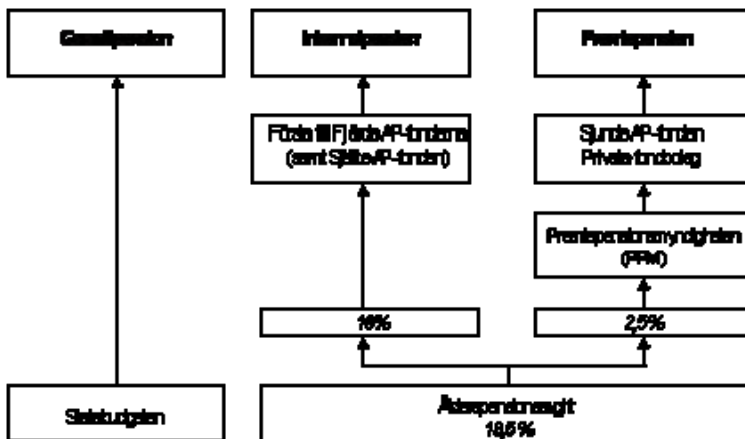 Garantipension
Inkomstpension
Premiepension
Första till Fjärde AP-fonderna
(samt Sjätte AP-fonden)
Sjunde AP-fonden
Private fondbolag
Premiepensionsmyndigheten
(PPM)
16%
2,5%
Statsbudgeten
Ålderspensionsavgift
18,5 %